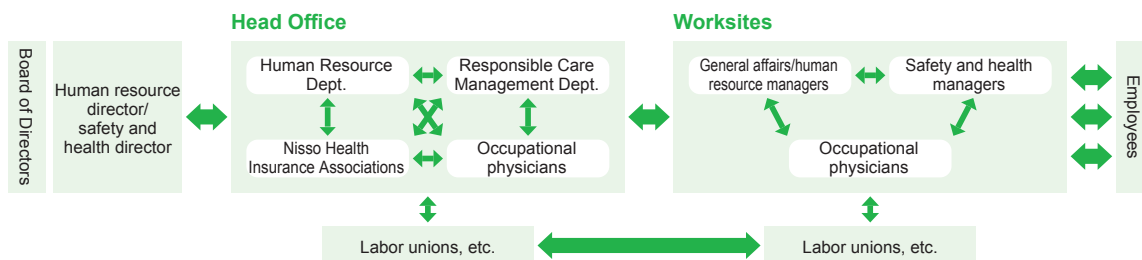 Head Office
Worksites
Board of Directors
Human resource
director/
safety and
health director
Human Resource
Dept.
Responsible Care
Management Dept.
Nisso Health
Insurance Associations
Occupational
physicians
General affairs/human
resource managers
Safety and health
managers
Occupational
physicians
Employees
Labor unions, etc.
Labor unions, etc.